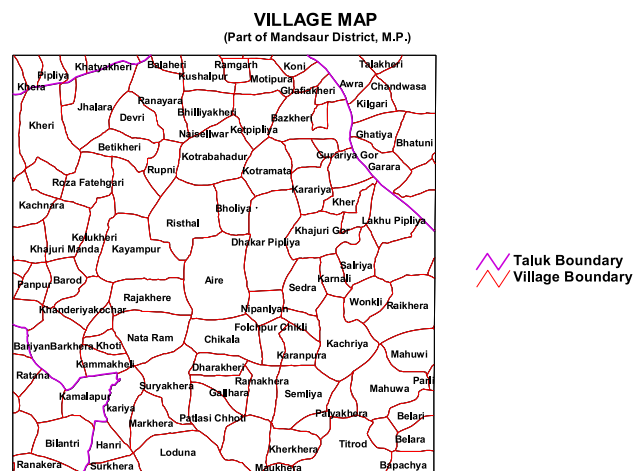 VILLAGE MAP
(Part of Mandsaur District, M.P.)
Khatyakheri
Balaheri
Ramgarh
Koni
Talakheri
Pipliya
Kushalpur
Motipura
Awra
Chandwasa
Khera
Ghafiakheri
Ranayara
Kilgari
Jhalara
Devri
Bhilliyakheri
Bazkheri
Kheri
Naisellwar
Ketpipliya
Ghatiya
Bhatuni
Betikheri
Kotrabahadur
Gurariya Gor
Rupni
Kotramata
Garara
Roza Fatehgari
Karariya
Kachnara
Kher
Bholiya
Risthal
Lakhu Pipliya
Kelukheri
Khajuri Gor
Khajuri Manda
Kayampur
Dhakar Pipliya
Salriya
Panpur
Barod
Aire
Karnali
Sedra
Rajakhere
Wonkli
Raikhera
Khanderiyakochar
Nipanlyan
Folchpur Chikli
Nata Ram
Chikala
Bariyan
Barkhera
Khoti
Kachriya
Karanpura
Mahuwi
Kammakheli
Dharakheri
Ratana
Suryakhera
Ramakhera
Parli
Mahuwa
Kamalapur
Semliya
kariya
Palyakhera
Belari
Markhera
Patlasi Chhoti
Bilantri
Hanri
Titrod
Belara
Loduna
Kherkhera
Ranakera
Surkhera
Maukhera
Bapachya
Taluk Boundary
Village Boundary